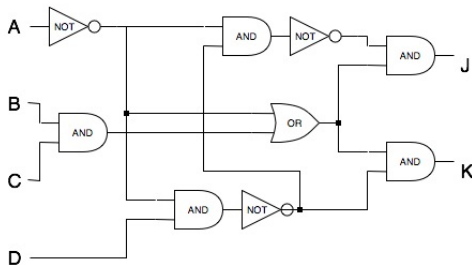 A NOT AND NOT AND J
B AND OR
C AND K
AND NOT
D